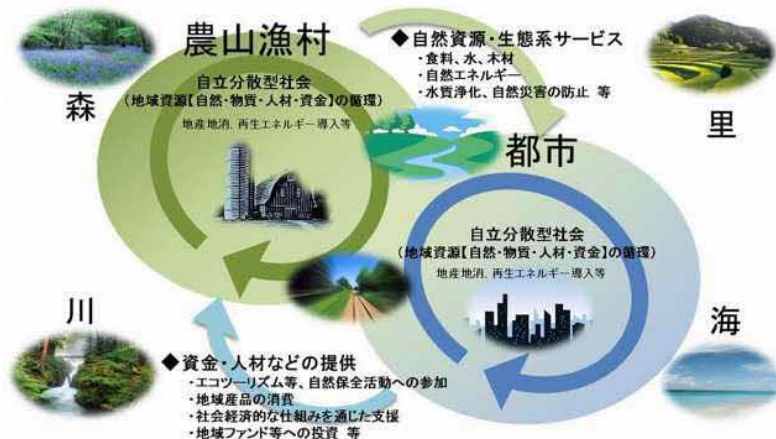 農山漁村
森
自立分散型社会
(地域資源【自然・物質・人材・資金】の循環)
地産地消、再生エネルギー導入等
◆自然資源・生態系サービス
・食料、水、木材
・自然エネルギー
・水質浄化、自然災害の防止 等
里
都市
自立分散型社会
(地域資源【自然・物質・人材・資金】の循環)
地産地消、再生エネルギー導入等
川
海
◆資金・人材などの提供
・エコツーリズム等、自然保全活動への参加
・地域産品の消費
・社会経済的な仕組みを通じた支援
・地域ファンド等への投資 等